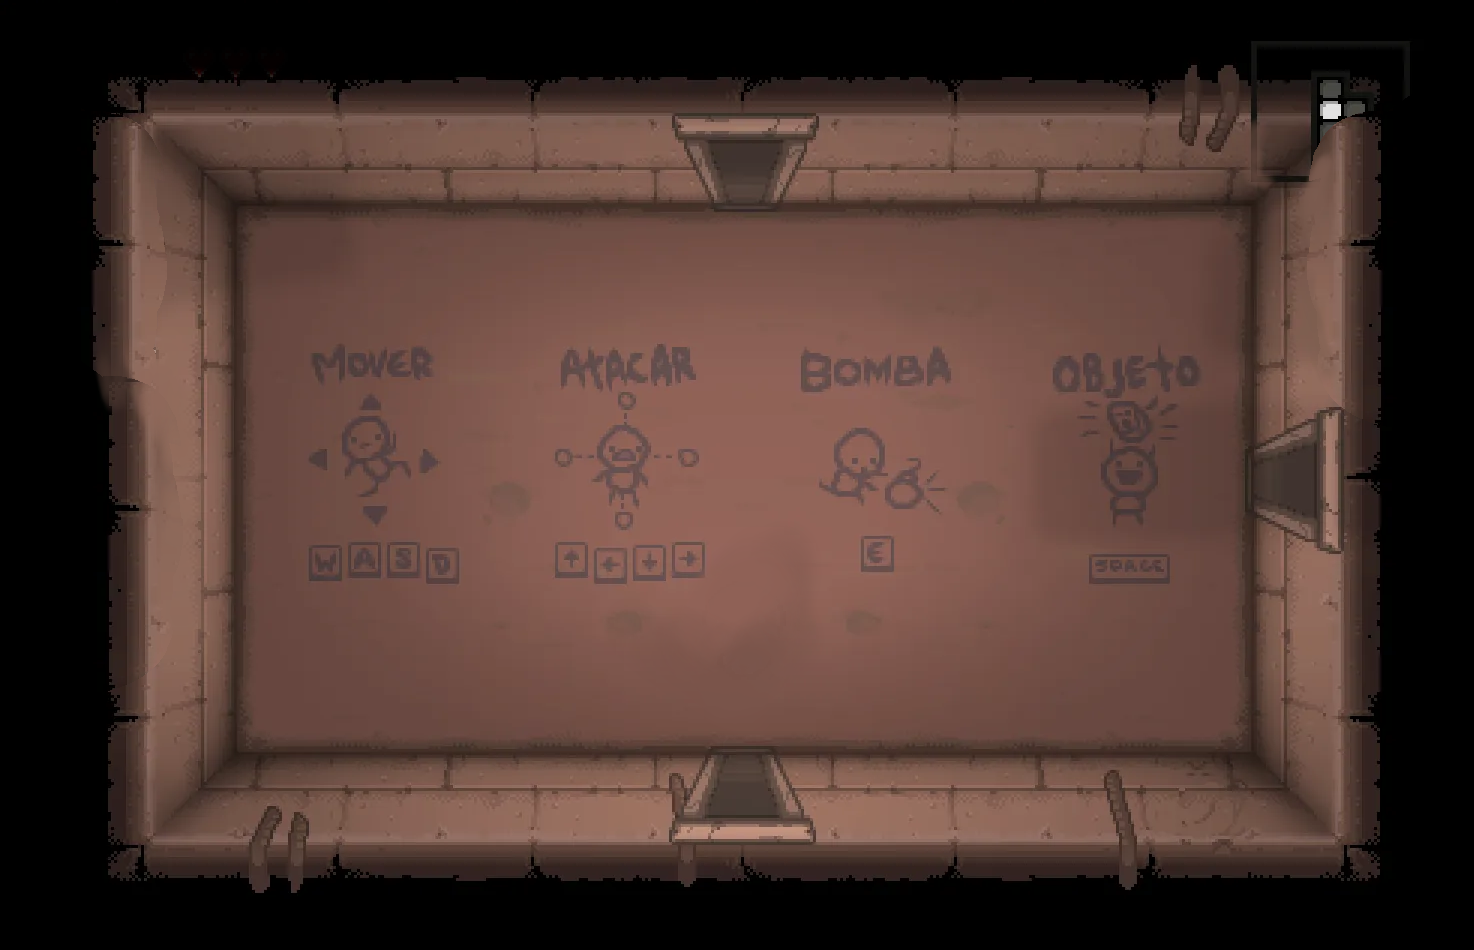 MOVER
ATACAR
BOMBA
OBJETO
W A S D
↑ ← ↓ →
E
SPACE